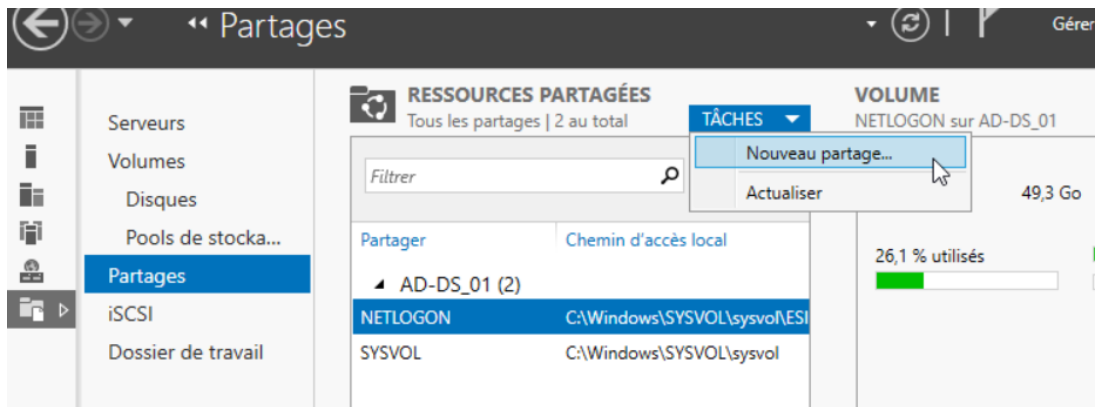 Partages
Gérer
Serveurs
Volumes
Disques
Pools de stocka...
Partages
iSCSI
Dossier de travail
RESSOURCES PARTAGÉES
Tous les partages | 2 au total
TÂCHES
Nouveau partage...
Actualiser
Filtrer
Partager Chemin d'accès local
AD-DS_01 (2)
NETLOGON C:\Windows\SYSVOL\sysvol\ESI
SYSVOL C:\Windows\SYSVOL\sysvol
VOLUME
NETLOGON sur AD-DS_01
49,3 Go
26,1 % utilisés